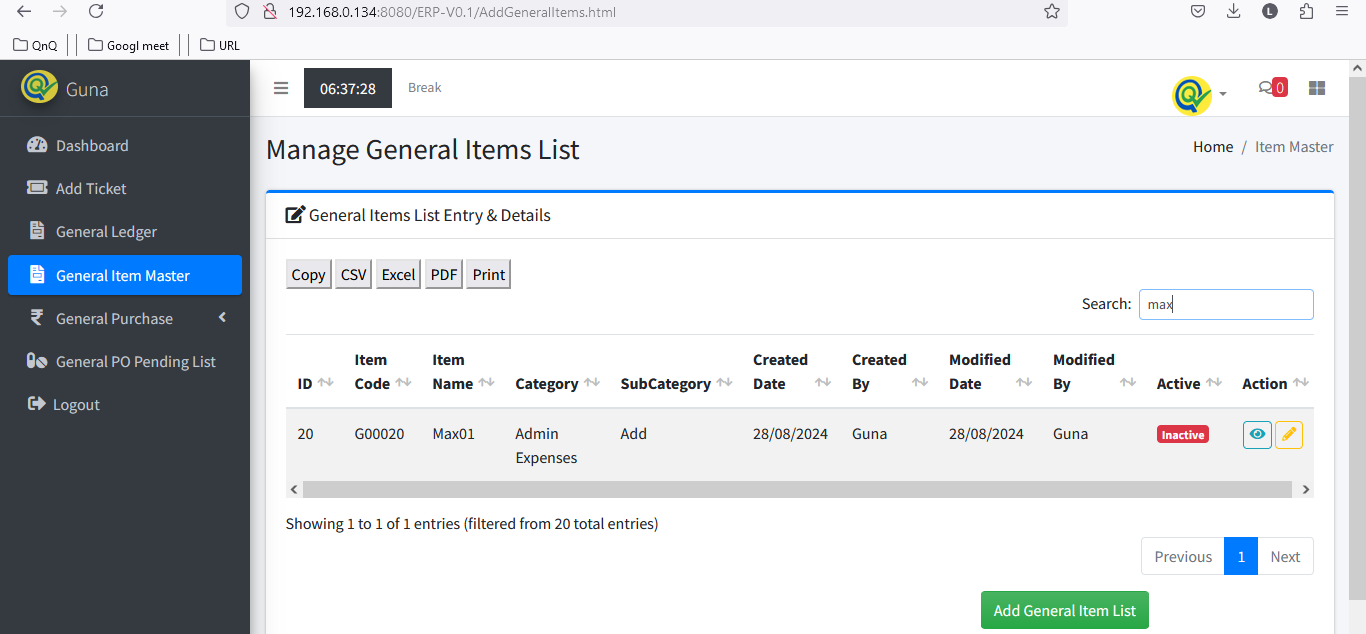 192.168.0.134:8080/ERP-V0.1/AddGeneralItems.html
L
QnQ Googl meet URL
Guna 06:37:28 Break 0
Manage General Items List Home / Item Master
Dashboard
Add Ticket
General Ledger
General Item Master
General Purchase
General PO Pending List
Logout
General Items List Entry & Details
Copy CSV Excel PDF Print
Search: max
ID Item Code Item Name Category SubCategory Created Date Created By Modified Date Modified By Active Action
20 G00020 Max01 Admin Expenses Add 28/08/2024 Guna 28/08/2024 Guna Inactive
Showing 1 to 1 of 1 entries (filtered from 20 total entries)
Previous 1 Next
Add General Item List